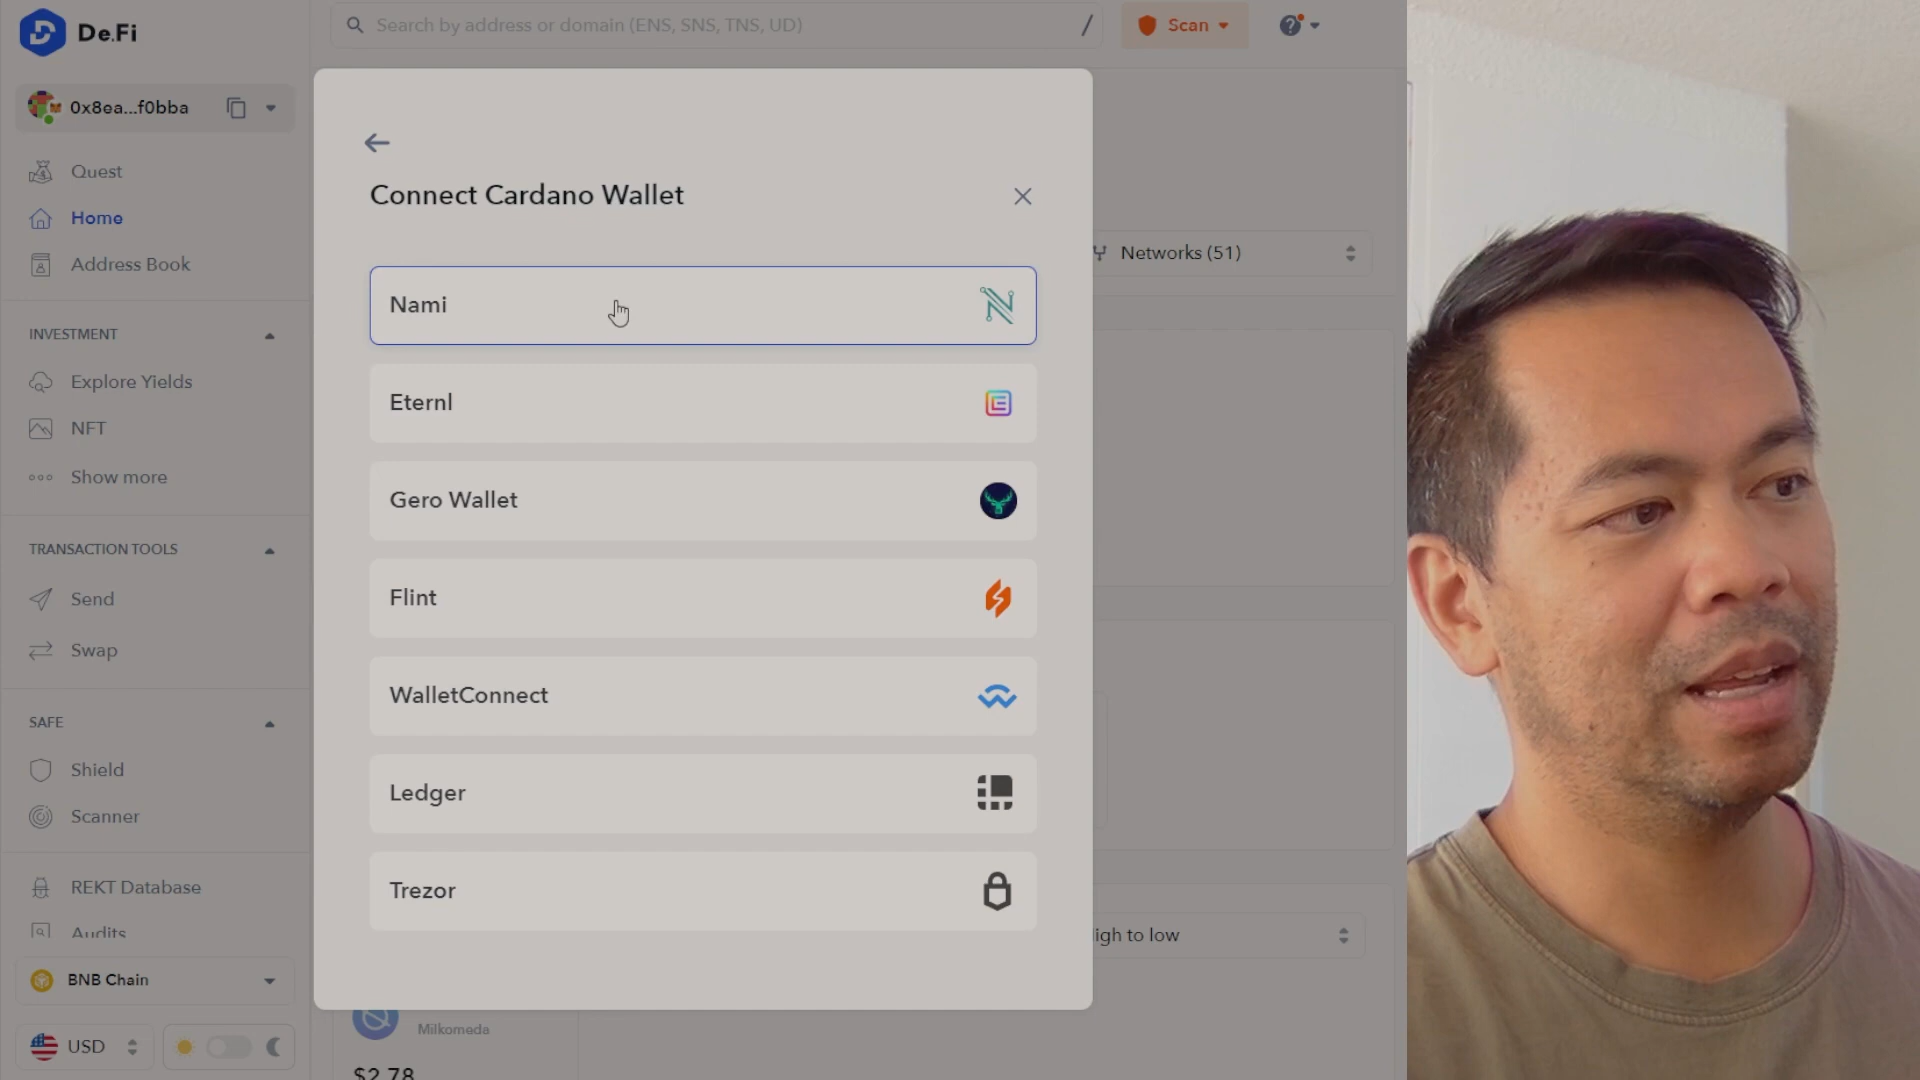 De.Fi
Search by address or domain (ENS, SNS, TNS, UD)
/
Scan
?
0x8ea...f0bba
Quest
Home
Address Book
INVESTMENT
Explore Yields
NFT
Show more
TRANSACTION TOOLS
Send
Swap
SAFE
Shield
Scanner
REKT Database
Audits
BNB Chain
USD
Connect Cardano Wallet
Nami
Eternl
Gero Wallet
Flint
WalletConnect
Ledger
Trezor
Networks (51)
igh to low
Milkomeda
$2.78